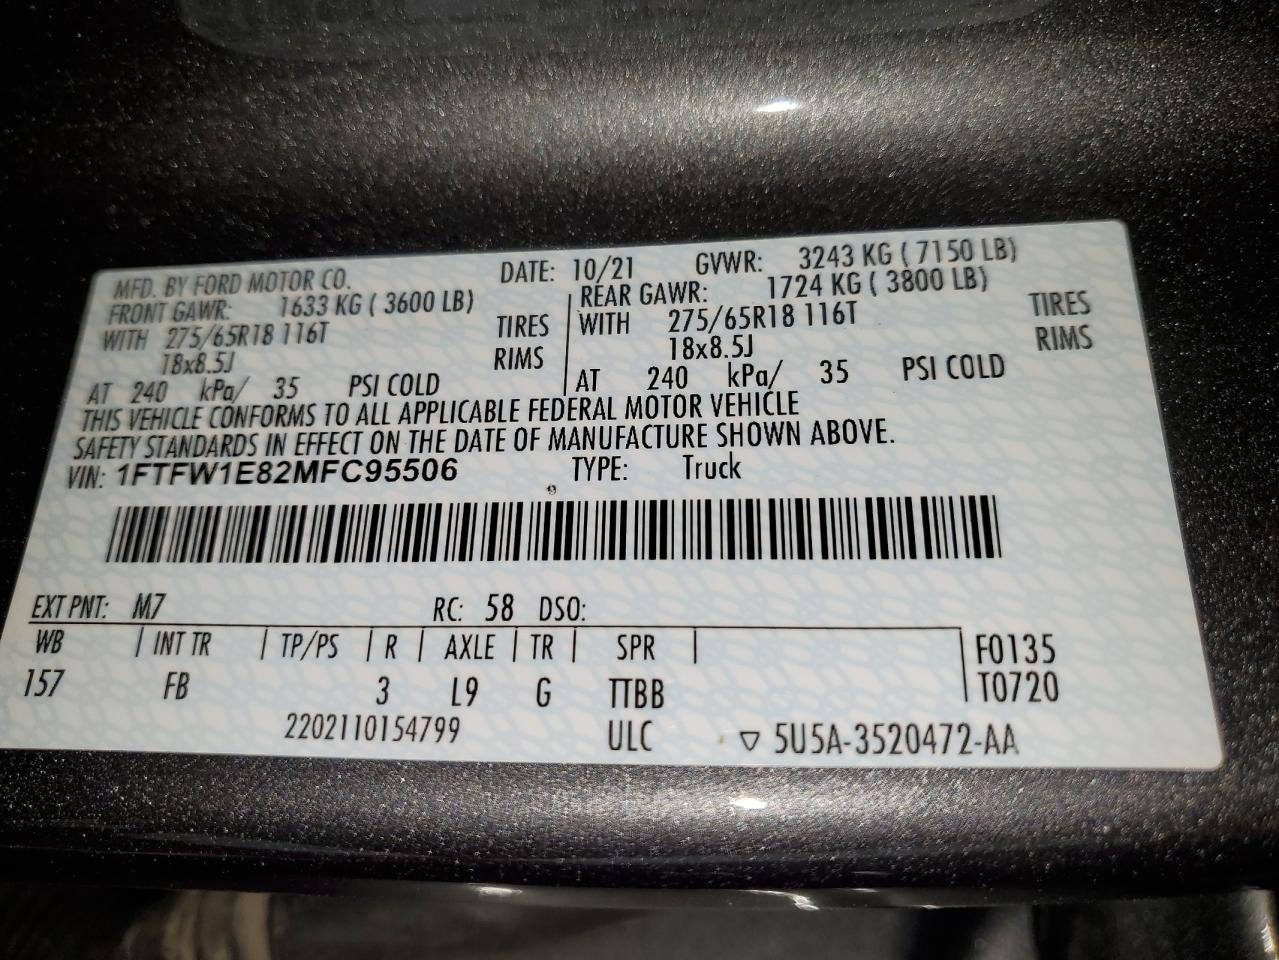 MFD. BY FORD MOTOR CO. DATE: 10/21 GVWR: 3243 KG ( 7150 LB)
FRONT GAWR: 1633 KG ( 3600 LB) REAR GAWR: 1724 KG ( 3800 LB)
WITH 275/65R18 116T TIRES WITH 275/65R18 116T TIRES
18x8.5J RIMS 18x8.5J RIMS
AT 240 kPa/ 35 PSI COLD AT 240 kPa/ 35 PSI COLD
THIS VEHICLE CONFORMS TO ALL APPLICABLE FEDERAL MOTOR VEHICLE
SAFETY STANDARDS IN EFFECT ON THE DATE OF MANUFACTURE SHOWN ABOVE.
VIN: 1FTFW1E82MFC95506 TYPE: Truck
EXT PNT: M7 RC: 58 DSO:
WB INT TR TP/PS R AXLE TR SPR F0135
157 FB 3 L9 G TTBB T0720
2202110154799 ULC ▽ 5U5A-3520472-AA